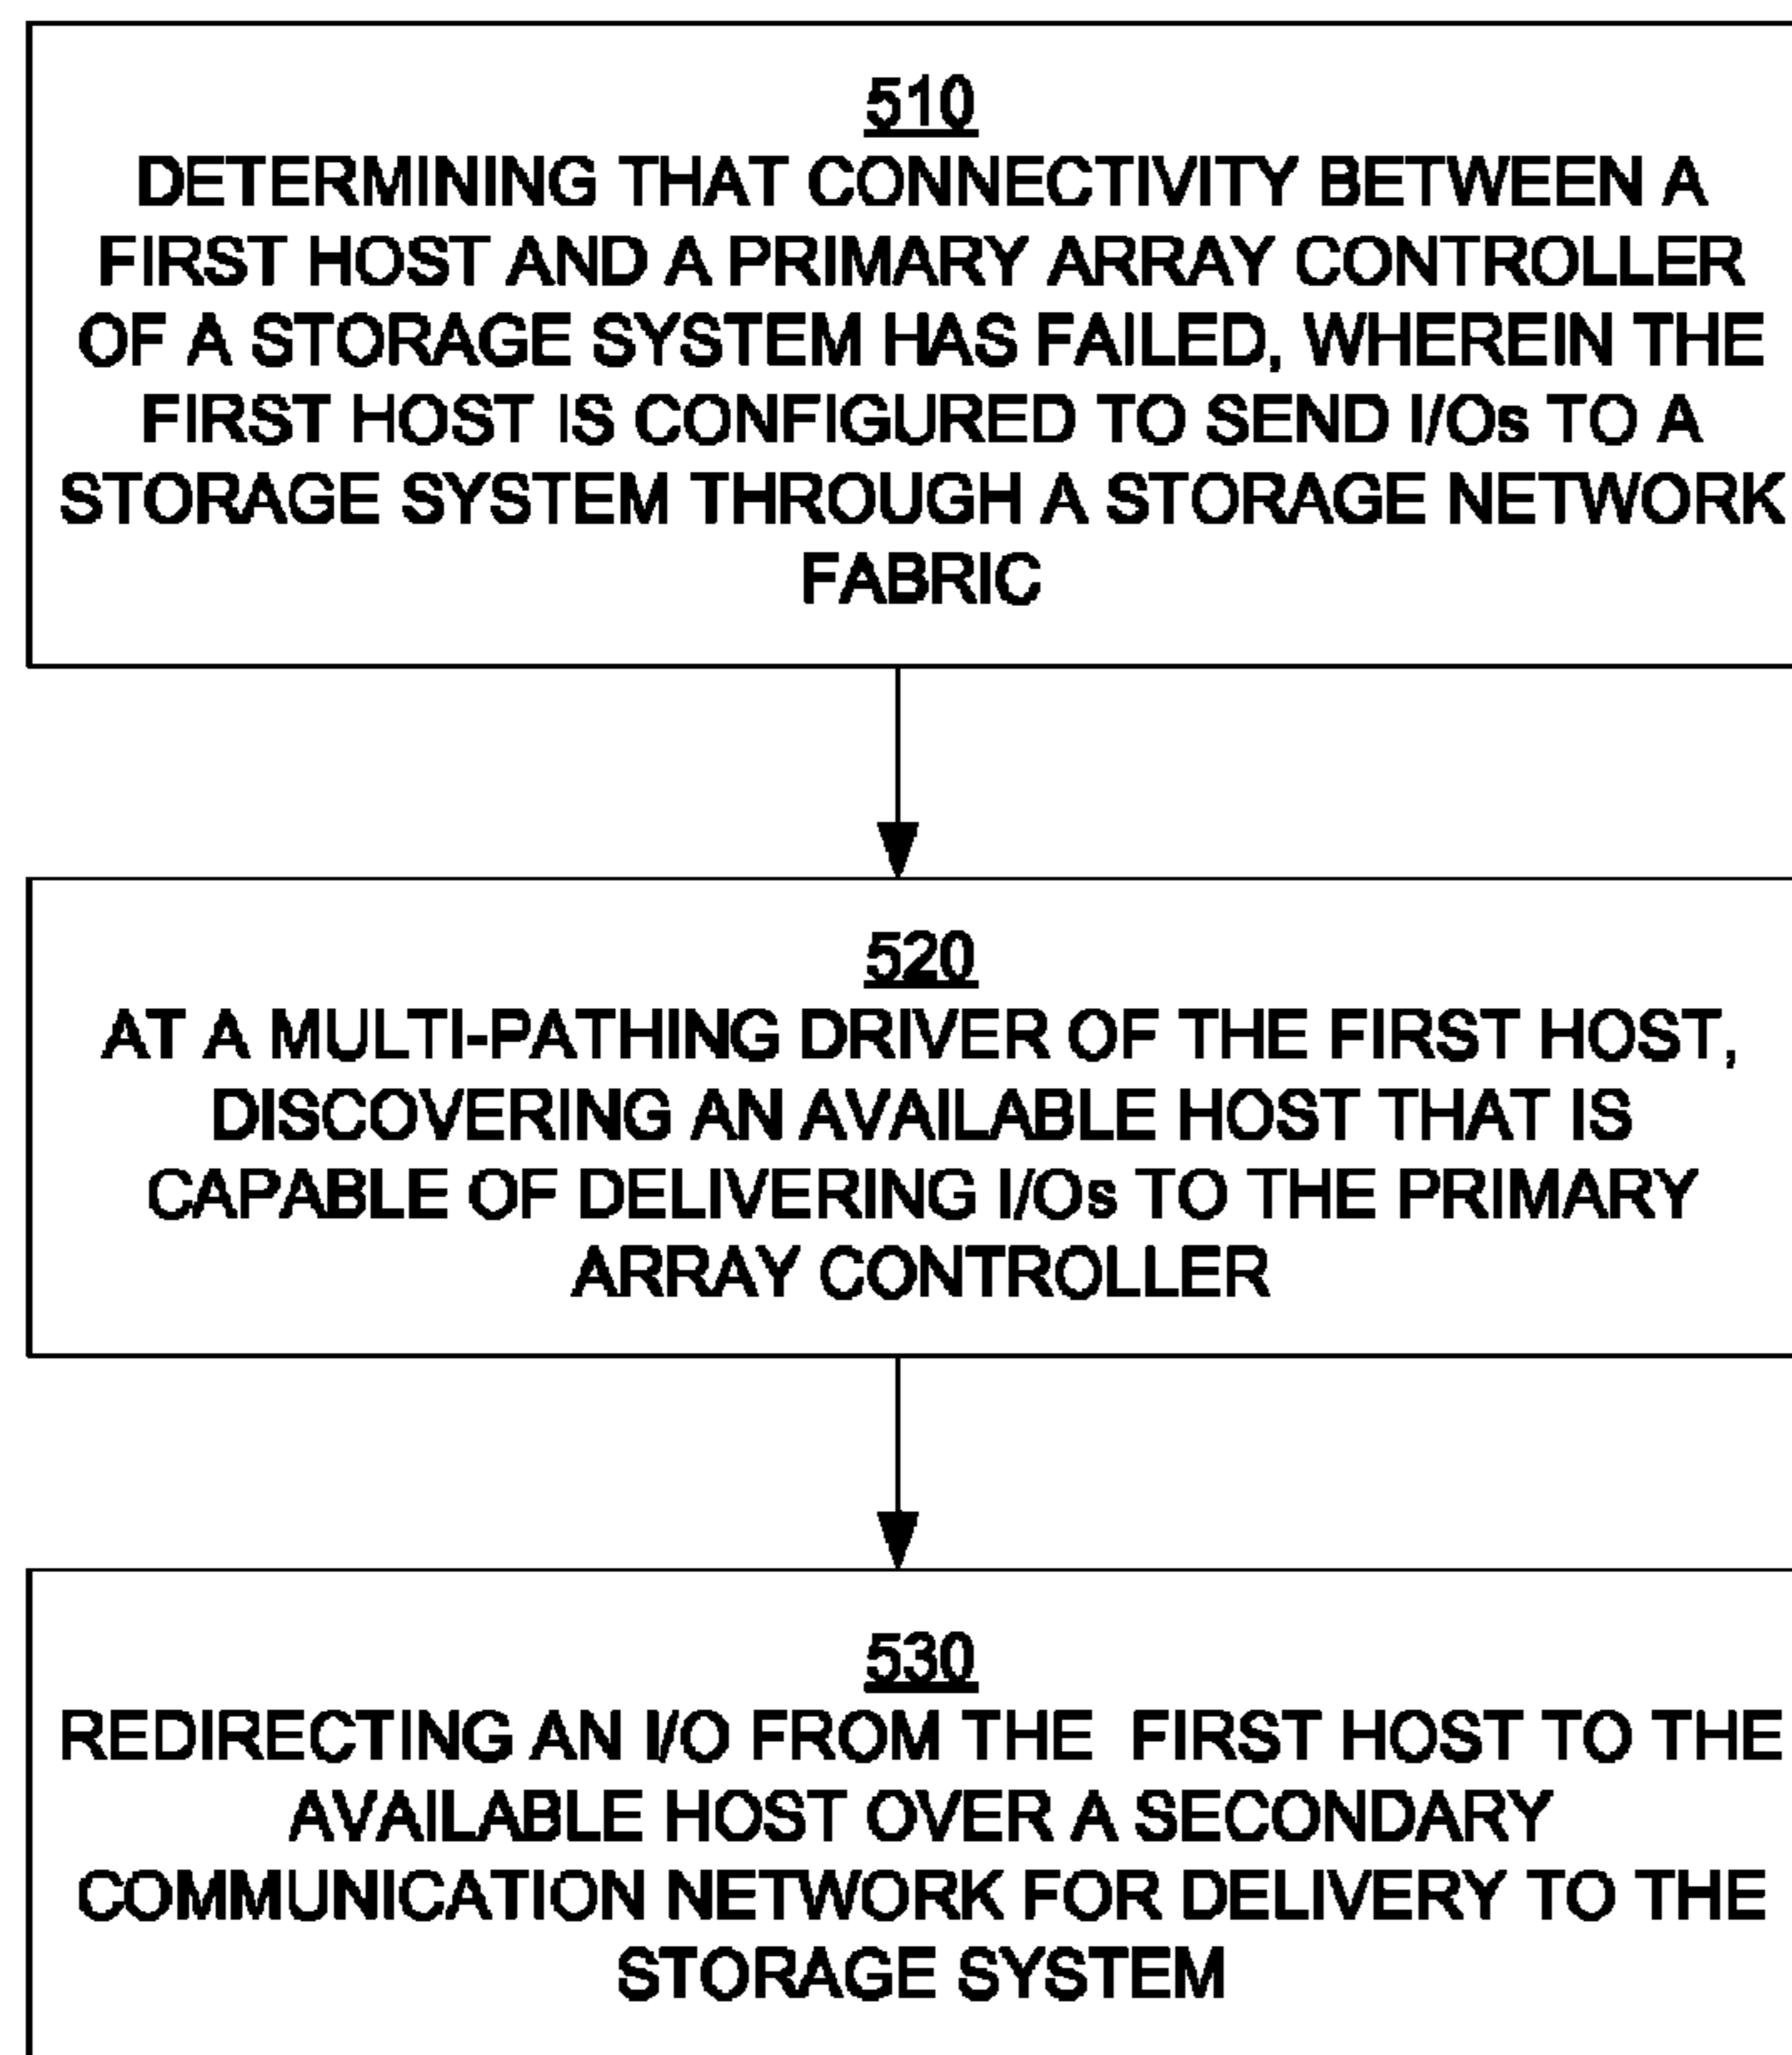 510
DETERMINING THAT CONNECTIVITY BETWEEN A
FIRST HOST AND A PRIMARY ARRAY CONTROLLER
OF A STORAGE SYSTEM HAS FAILED, WHEREIN THE
FIRST HOST IS CONFIGURED TO SEND I/Os TO A
STORAGE SYSTEM THROUGH A STORAGE NETWORK
FABRIC
520
AT A MULTI-PATHING DRIVER OF THE FIRST HOST,
DISCOVERING AN AVAILABLE HOST THAT IS
CAPABLE OF DELIVERING I/Os TO THE PRIMARY
ARRAY CONTROLLER
530
REDIRECTING AN I/O FROM THE FIRST HOST TO THE
AVAILABLE HOST OVER A SECONDARY
COMMUNICATION NETWORK FOR DELIVERY TO THE
STORAGE SYSTEM